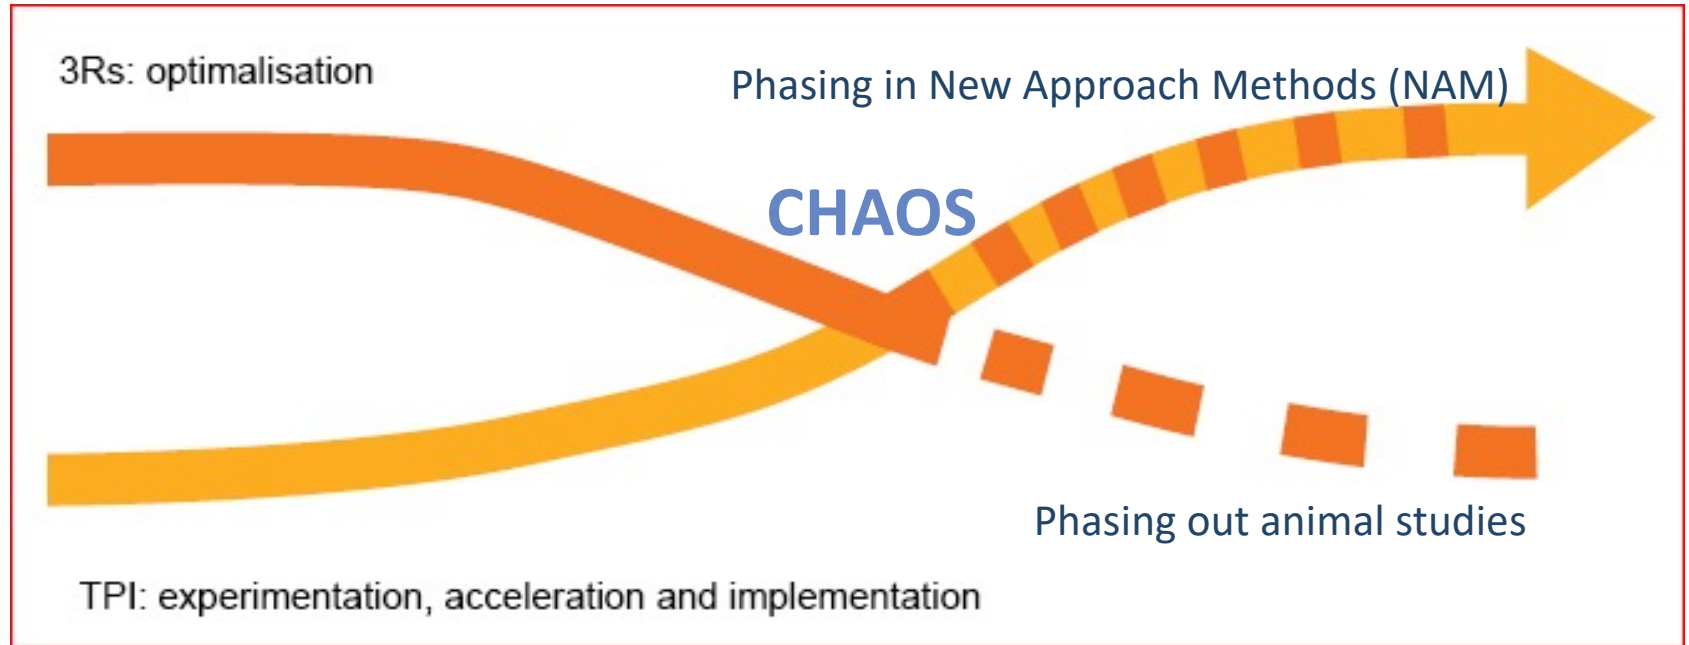 3Rs: optimalisation
Phasing in New Approach Methods (NAM)
CHAOS
Phasing out animal studies
TPI: experimentation, acceleration and implementation